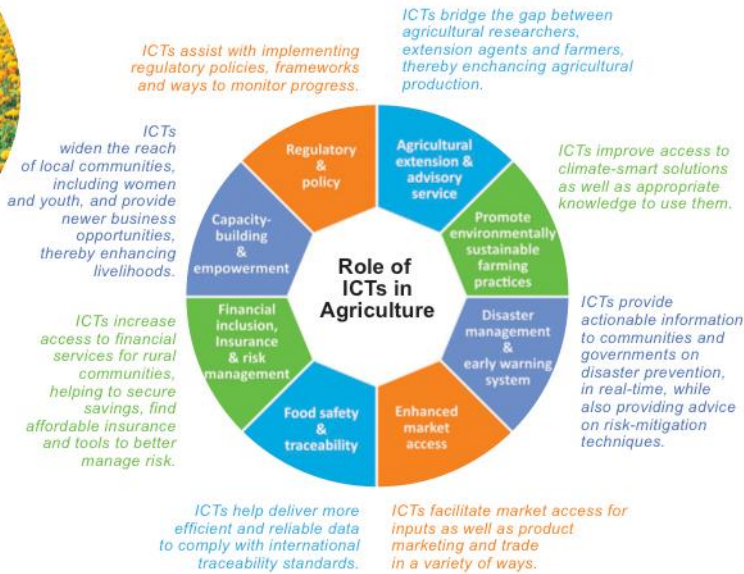 ICTs bridge the gap between
agricultural researchers,
extension agents and farmers,
thereby enchancing agricultural
production.
ICTs assist with implementing
regulatory policies, frameworks
and ways to monitor progress.
ICTs
widen the reach
of local communities,
including women
and youth, and provide
newer business
opportunities,
thereby enhancing
livelihoods.
ICTs improve access to
climate-smart solutions
as well as appropriate
knowledge to use them.
Regulatory
&
policy
Agricultural
extension &
advisory
service
Promote
environmentally
sustainable
farming
practices
Capacity-
building
&
empowerment
Role of
ICTs in
Agriculture
Financial
inclusion,
Insurance
& risk
management
Disaster
management
&
early warning
system
Food safety
&
traceability
Enhanced
market
access
ICTs increase
access to financial
services for rural
communities,
helping to secure
savings, find
affordable insurance
and tools to better
manage risk.
ICTs provide
actionable information
to communities and
governments on
disaster prevention,
in real-time, while
also providing advice
on risk-mitigation
techniques.
ICTs help deliver more
efficient and reliable data
to comply with international
traceability standards.
ICTs facilitate market access for
inputs as well as product
marketing and trade
in a variety of ways.